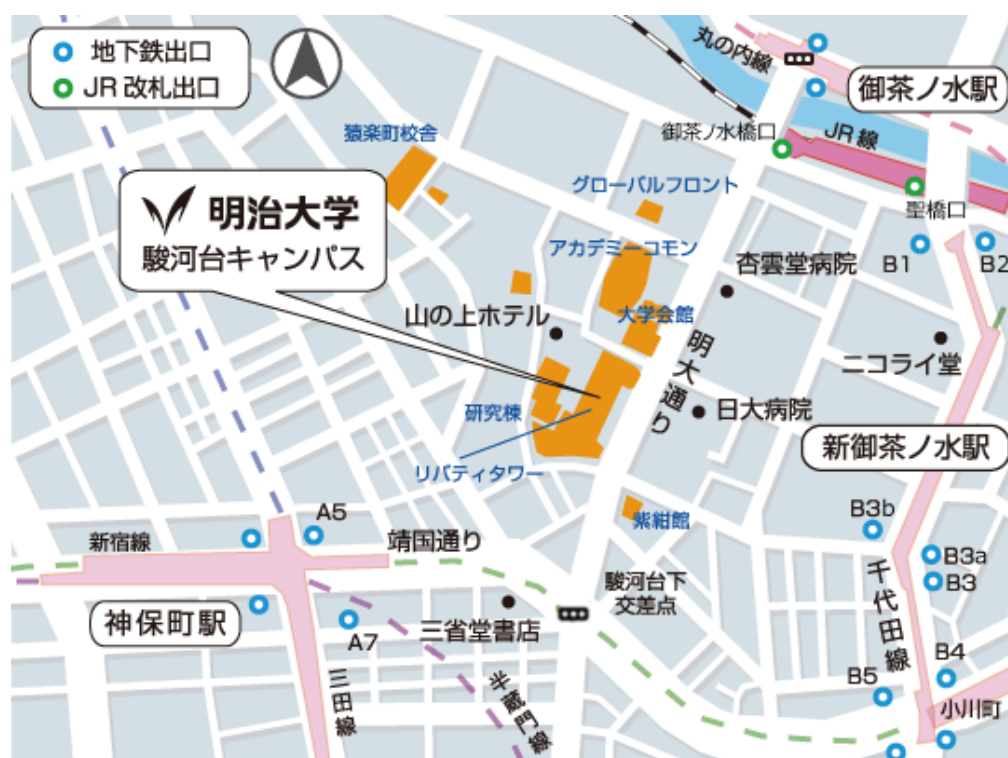 地下鉄出口
JR 改札出口
丸の内線
御茶ノ水駅
猿楽町校舎
御茶ノ水橋口
JR 線
明治大学
駿河台キャンパス
グローバルフロント
聖橋口
アカデミーコモン
杏雲堂病院
B1
B2
山の上ホテル
大学会館
明大通り
ニコライ堂
研究棟
日大病院
リバティタワー
新御茶ノ水駅
紫紺館
B3b
A5
新宿線
靖国通り
B3a
B3
千代田線
駿河台下
交差点
神保町駅
三省堂書店
A7
B4
B5
三田線
半蔵門線
小川町